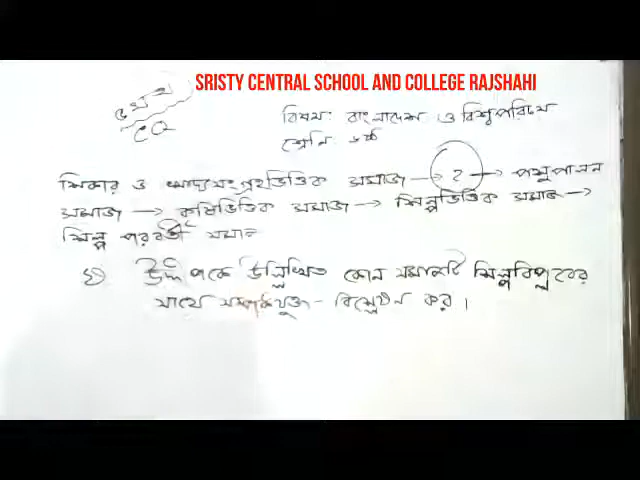 SRISTY CENTRAL SCHOOL AND COLLEGE RAJSHAHI
CQ
বিষয়: বাংলাদেশ ও বিশ্বপরিচয়
শ্রেণি ৬ষ্ঠ
শিকার ও খাদ্যসংগ্রহভিত্তিক সমাজ → ? → পশুপালন
সমাজ → কৃষিভিত্তিক সমাজ → শিল্পভিত্তিক সমাজ →
শিল্প পরবর্তী সমাজ
উদ্দীপকে উল্লিখিত কোন সমাজটি শিল্পবিপ্লবের
সাথে সম্পর্কযুক্ত - বিশ্লেষণ কর।